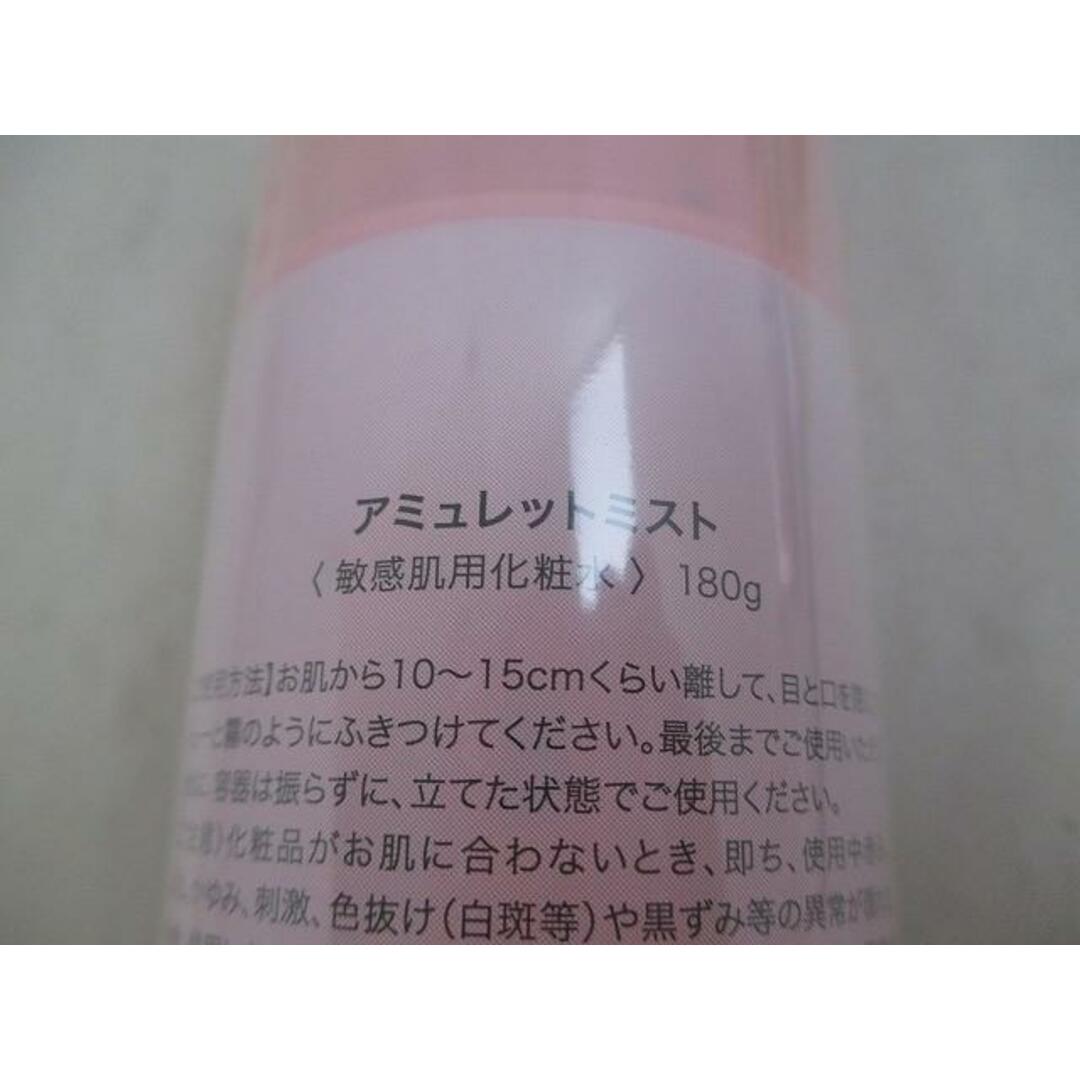 アミュレットミスト
〈 敏感肌用化粧水 〉 180g
方法】お肌から10〜15cmくらい離して、目と口を
霧のようにふきつけてください。最後までご使用いただ
容器は振らずに、立てた状態でご使用ください。
化粧品がお肌に合わないとき、即ち、使用中
かゆみ、刺激、色抜け(白斑等)や黒ずみ等の異常が